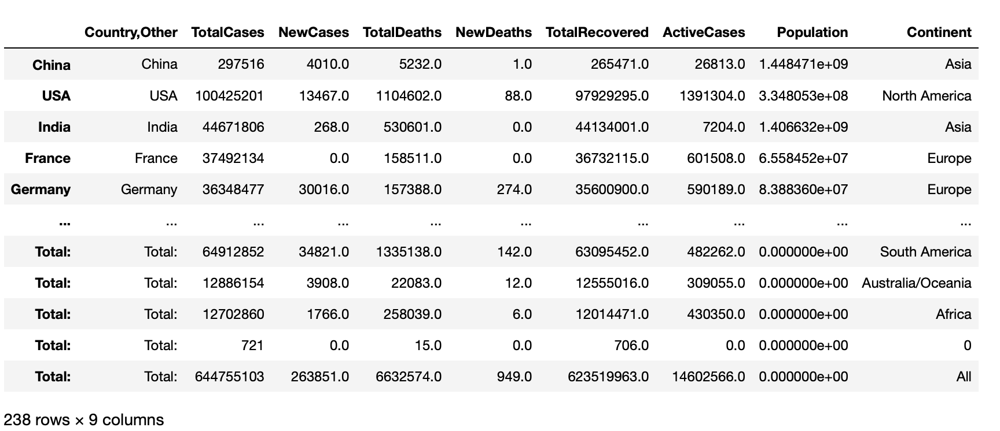 Country,Other TotalCases NewCases TotalDeaths NewDeaths TotalRecovered ActiveCases Population Continent
China China 297516 4010.0 5232.0 1.0 265471.0 26813.0 1.448471e+09 Asia
USA USA 100425201 13467.0 1104602.0 88.0 97929295.0 1391304.0 3.348053e+08 North America
India India 44671806 268.0 530601.0 0.0 44134001.0 7204.0 1.406632e+09 Asia
France France 37492134 0.0 158511.0 0.0 36732115.0 601508.0 6.558452e+07 Europe
Germany Germany 36348477 30016.0 157388.0 274.0 35600900.0 590189.0 8.388360e+07 Europe
... ... ... ... ... ... ... ... ... ...
Total: Total: 64912852 34821.0 1335138.0 142.0 63095452.0 482262.0 0.000000e+00 South America
Total: Total: 12886154 3908.0 22083.0 12.0 12555016.0 309055.0 0.000000e+00 Australia/Oceania
Total: Total: 12702860 1766.0 258039.0 6.0 12014471.0 430350.0 0.000000e+00 Africa
Total: Total: 721 0.0 15.0 0.0 706.0 0.0 0.000000e+00 0
Total: Total: 644755103 263851.0 6632574.0 949.0 623519963.0 14602566.0 0.000000e+00 All
238 rows × 9 columns